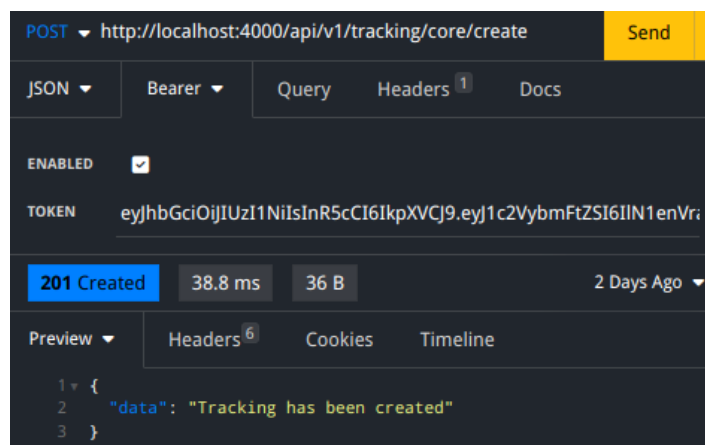 POST http://localhost:4000/api/v1/tracking/core/create Send
JSON Bearer Query Headers 1 Docs
ENABLED
TOKEN eyJhbGciOiJIUzI1NiIsInR5cCI6IkpXVCJ9.eyJ1c2VybmFtZSI6IlN1enVra
201 Created 38.8 ms 36 B 2 Days Ago
Preview Headers 6 Cookies Timeline
1 {
2 "data": "Tracking has been created"
3 }